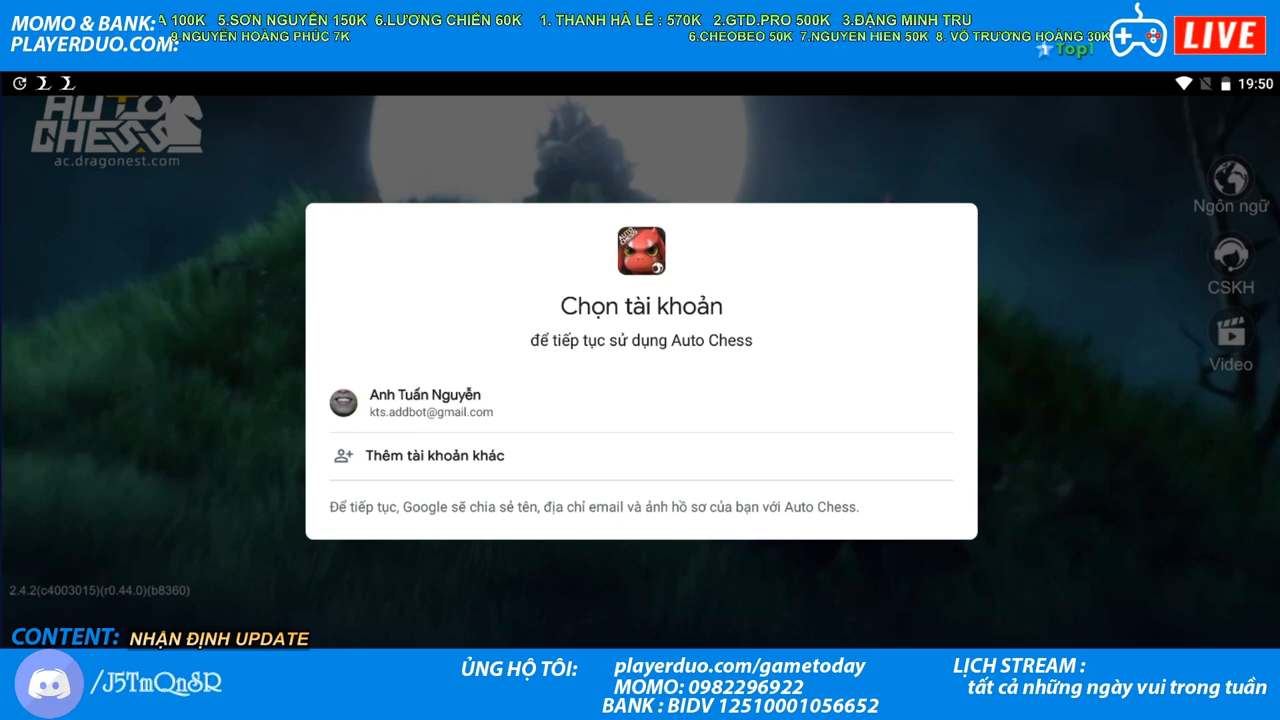 MOMO & BANK:
A 100K 5.SƠN NGUYÊN 150K 6.LƯƠNG CHIẾN 60K 1. THANH HÀ LÊ : 570K 2.GTD.PRO 500K 3.ĐẶNG MINH TRU
PLAYERDUO.COM:
9.NGUYỄN HOÀNG PHÚC 7K 6.CHEOBEO 50K 7.NGUYEN HIEN 50K 8. VÕ TRƯƠNG HOÀNG 30K
Top1
LIVE
19:50
AUTO
CHESS
ac.dragonest.com
Ngôn ngữ
CSKH
Video
AUTO
CHESS
Chọn tài khoản
để tiếp tục sử dụng Auto Chess
Anh Tuấn Nguyễn
kts.addbot@gmail.com
Thêm tài khoản khác
Để tiếp tục, Google sẽ chia sẻ tên, địa chỉ email và ảnh hồ sơ của bạn với Auto Chess.
2.4.2(c4003015)(r0.44.0)(b8360)
CONTENT: NHẬN ĐỊNH UPDATE
/J5TmQnSR
ỦNG HỘ TÔI: playerduo.com/gametoday
MOMO: 0982296922
BANK : BIDV 12510001056652
LỊCH STREAM :
tất cả những ngày vui trong tuần